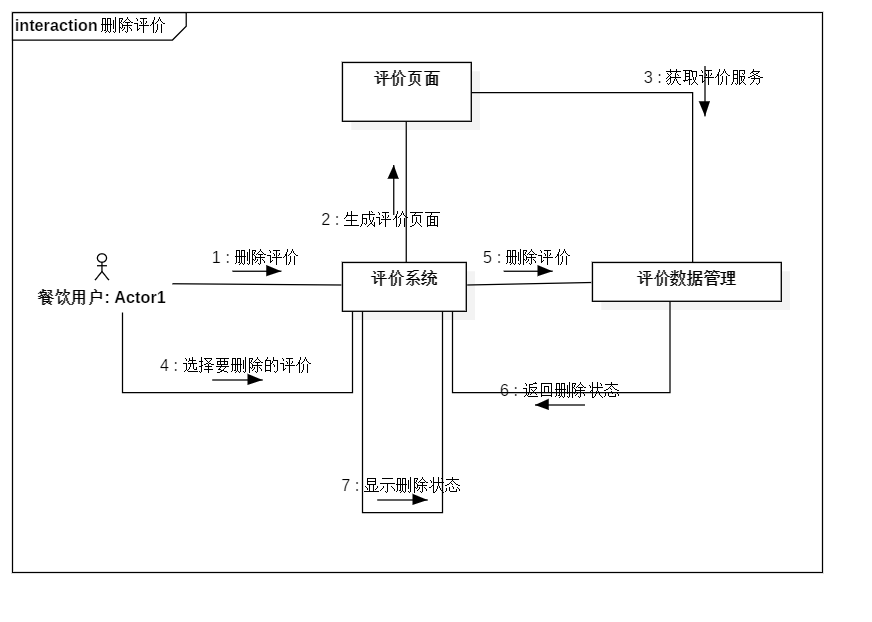 interaction 删除评价
评价页面
3 : 获取评价服务
2 : 生成评价页面
1 : 删除评价
5 : 删除评价
评价系统
评价数据管理
餐饮用户: Actor1
4 : 选择要删除的评价
6 : 返回删除状态
7 : 显示删除状态